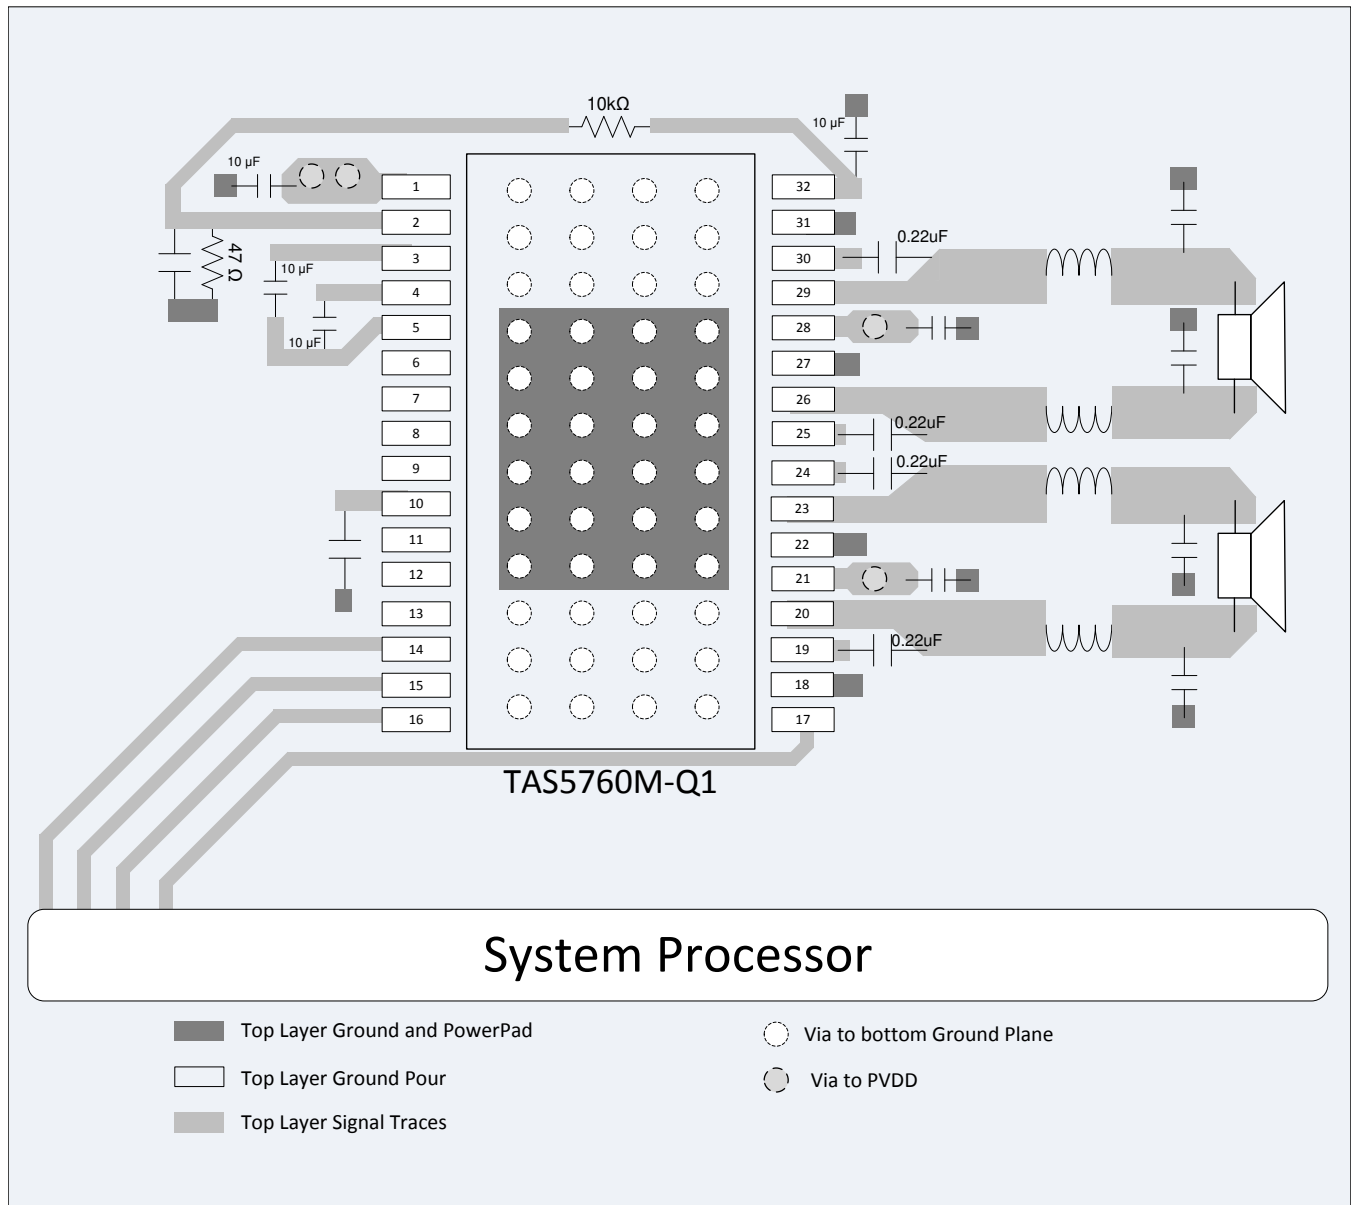 10kΩ
10 µF
10 µF
1
32
2
31
47 Ω
3
30
0.22uF
10 µF
4
29
5
28
10 µF
6
27
7
26
8
25
0.22uF
9
24
0.22uF
10
23
11
22
12
21
13
20
14
19
0.22uF
15
18
16
17
TAS5760M-Q1
System Processor
Top Layer Ground and PowerPad
Via to bottom Ground Plane
Top Layer Ground Pour
Via to PVDD
Top Layer Signal Traces